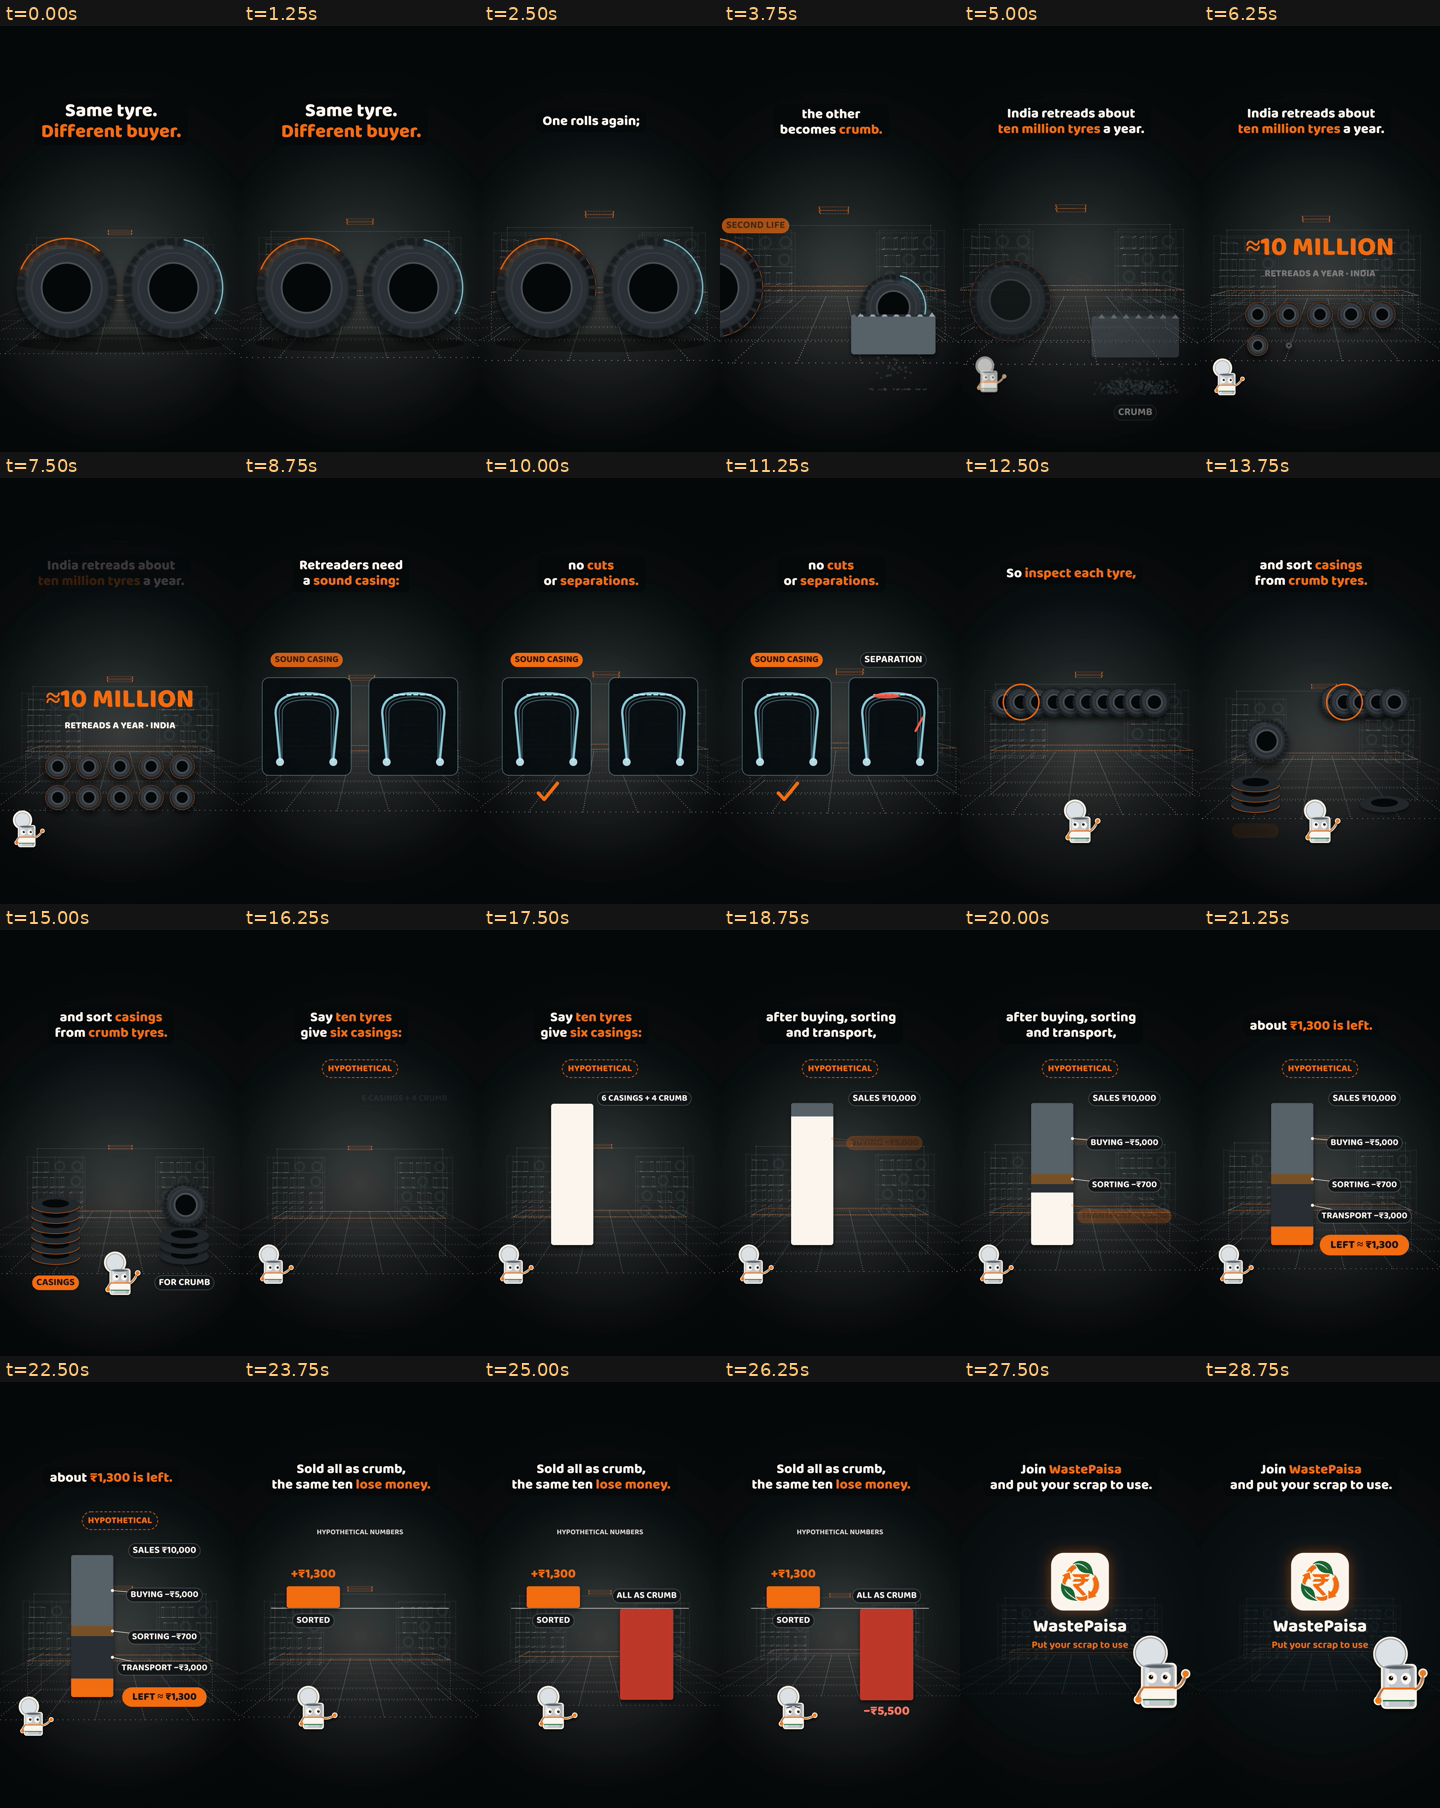 t=0.00s
Same tyre.
Different buyer.
t=1.25s
Same tyre.
Different buyer.
t=2.50s
One rolls again;
t=3.75s
the other
becomes crumb.
SECOND LIFE
t=5.00s
India retreads about
ten million tyres a year.
CRUMB
t=6.25s
India retreads about
ten million tyres a year.
≈10 MILLION
RETREADS A YEAR · INDIA
t=7.50s
India retreads about
ten million tyres a year.
≈10 MILLION
RETREADS A YEAR · INDIA
t=8.75s
Retreaders need
a sound casing:
SOUND CASING
t=10.00s
no cuts
or separations.
SOUND CASING
t=11.25s
no cuts
or separations.
SOUND CASING
SEPARATION
t=12.50s
So inspect each tyre,
t=13.75s
and sort casings
from crumb tyres.
t=15.00s
and sort casings
from crumb tyres.
CASINGS
FOR CRUMB
t=16.25s
Say ten tyres
give six casings:
HYPOTHETICAL
6 CASINGS + 4 CRUMB
t=17.50s
Say ten tyres
give six casings:
HYPOTHETICAL
6 CASINGS + 4 CRUMB
t=18.75s
after buying, sorting
and transport,
HYPOTHETICAL
SALES ₹10,000
BUYING −₹5,000
t=20.00s
after buying, sorting
and transport,
HYPOTHETICAL
SALES ₹10,000
BUYING −₹5,000
SORTING −₹700
t=21.25s
about ₹1,300 is left.
HYPOTHETICAL
SALES ₹10,000
BUYING −₹5,000
SORTING −₹700
TRANSPORT −₹3,000
LEFT ≈ ₹1,300
t=22.50s
about ₹1,300 is left.
HYPOTHETICAL
SALES ₹10,000
BUYING −₹5,000
SORTING −₹700
TRANSPORT −₹3,000
LEFT ≈ ₹1,300
t=23.75s
Sold all as crumb,
the same ten lose money.
HYPOTHETICAL NUMBERS
+₹1,300
SORTED
t=25.00s
Sold all as crumb,
the same ten lose money.
HYPOTHETICAL NUMBERS
+₹1,300
ALL AS CRUMB
SORTED
t=26.25s
Sold all as crumb,
the same ten lose money.
HYPOTHETICAL NUMBERS
+₹1,300
ALL AS CRUMB
SORTED
−₹5,500
t=27.50s
Join WastePaisa
and put your scrap to use.
₹
WastePaisa
Put your scrap to use
t=28.75s
Join WastePaisa
and put your scrap to use.
₹
WastePaisa
Put your scrap to use